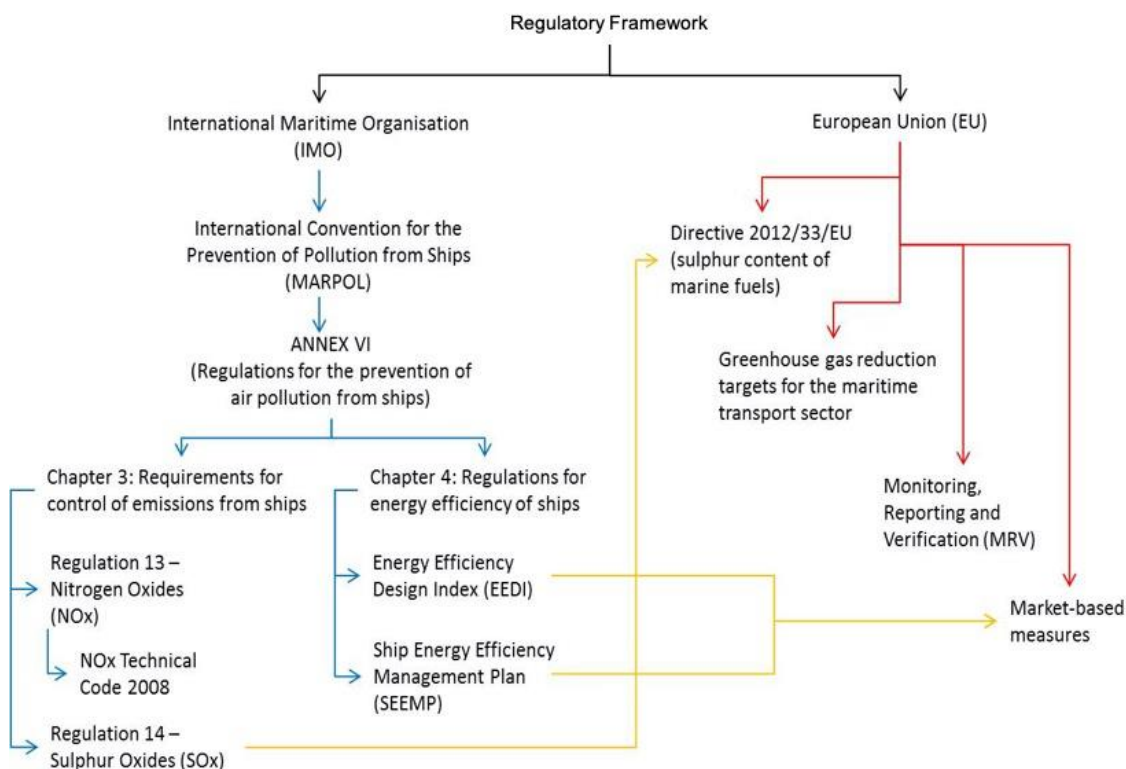 Regulatory Framework
International Maritime Organisation
(IMO)
European Union (EU)
International Convention for the
Prevention of Pollution from Ships
(MARPOL)
Directive 2012/33/EU
(sulphur content of
marine fuels)
ANNEX VI
(Regulations for the prevention of
air pollution from ships)
Greenhouse gas reduction
targets for the maritime
transport sector
Chapter 3: Requirements for
control of emissions from ships
Chapter 4: Regulations for
energy efficiency of ships
Monitoring,
Reporting and
Verification (MRV)
Regulation 13 –
Nitrogen Oxides
(NOx)
Energy Efficiency
Design Index (EEDI)
Market-based
measures
NOx Technical
Code 2008
Ship Energy Efficiency
Management Plan
(SEEMP)
Regulation 14 –
Sulphur Oxides (SOx)